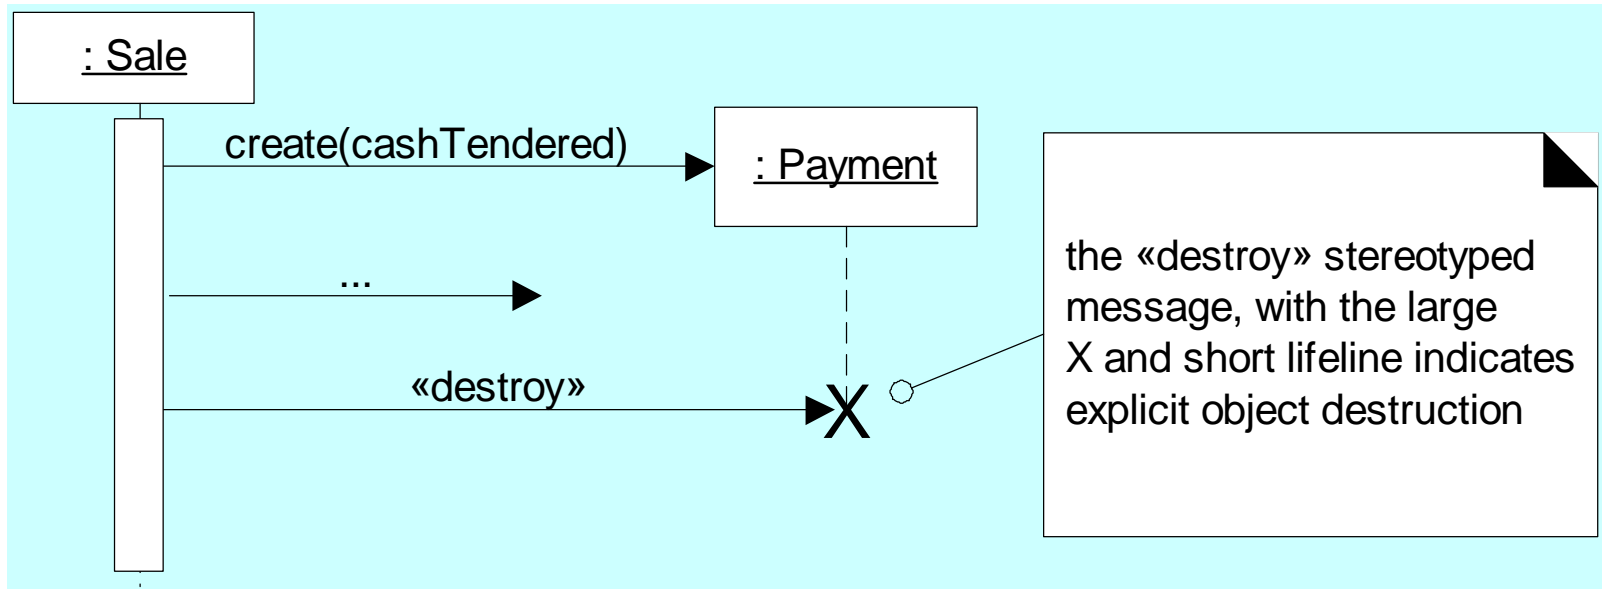 : Sale
create(cashTendered)
: Payment
...
«destroy»
X
the «destroy» stereotyped
message, with the large
X and short lifeline indicates
explicit object destruction